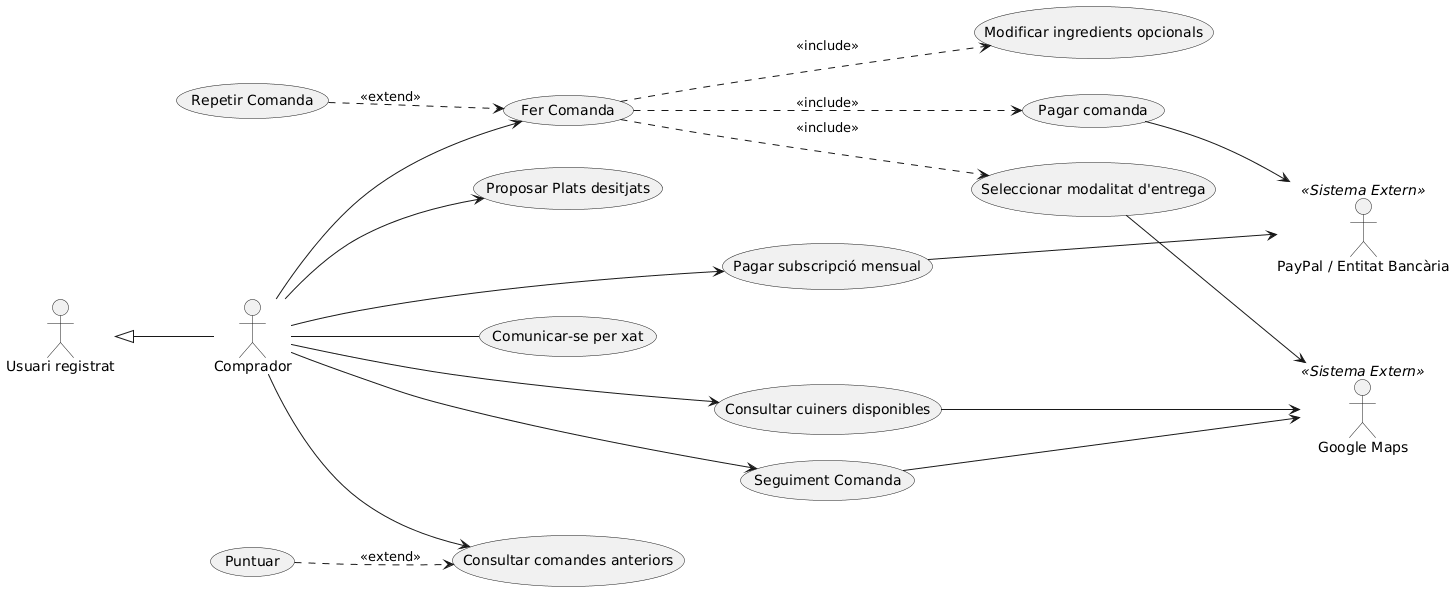 Modificar ingredients opcionals
«include»
Repetir Comanda
«extend»
Fer Comanda
«include»
Pagar comanda
«include»
Proposar Plats desitjats
Seleccionar modalitat d'entrega
«Sistema Extern»
PayPal / Entitat Bancària
Pagar subscripció mensual
Usuari registrat
Comprador
Comunicar-se per xat
«Sistema Extern»
Google Maps
Consultar cuiners disponibles
Seguiment Comanda
Puntuar
«extend»
Consultar comandes anteriors